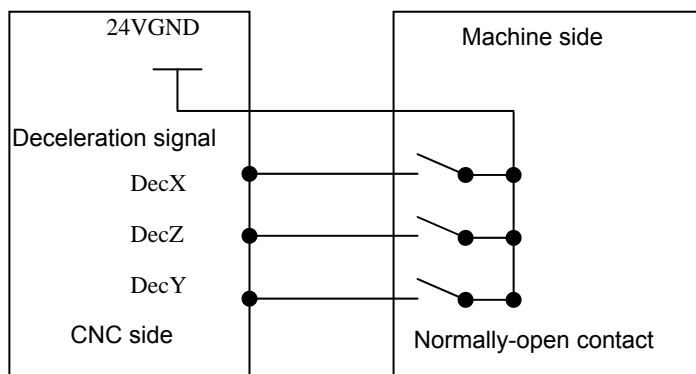 24VGND
Machine side
Deceleration signal
DecX
DecZ
DecY
CNC side
Normally-open contact